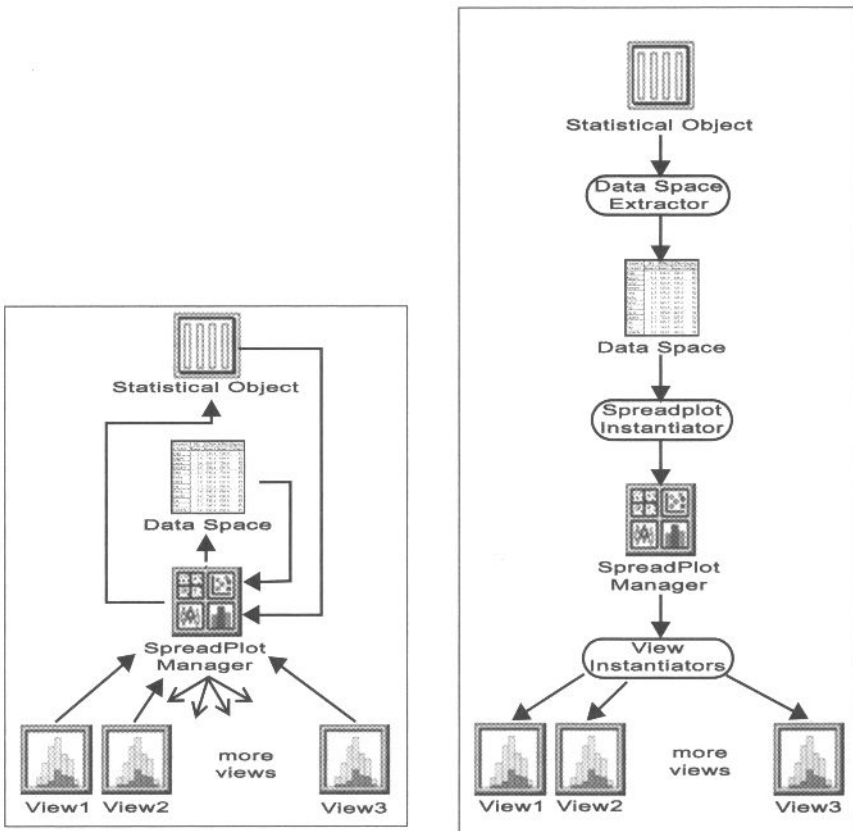 Statistical Object
Data Space
SpreadPlot
Manager
more
views
View1
View2
View3
Statistical Object
Data Space
Extractor
Data Space
Spreadplot
Instantiator
SpreadPlot
Manager
View
Instantiators
more
views
View1
View2
View3